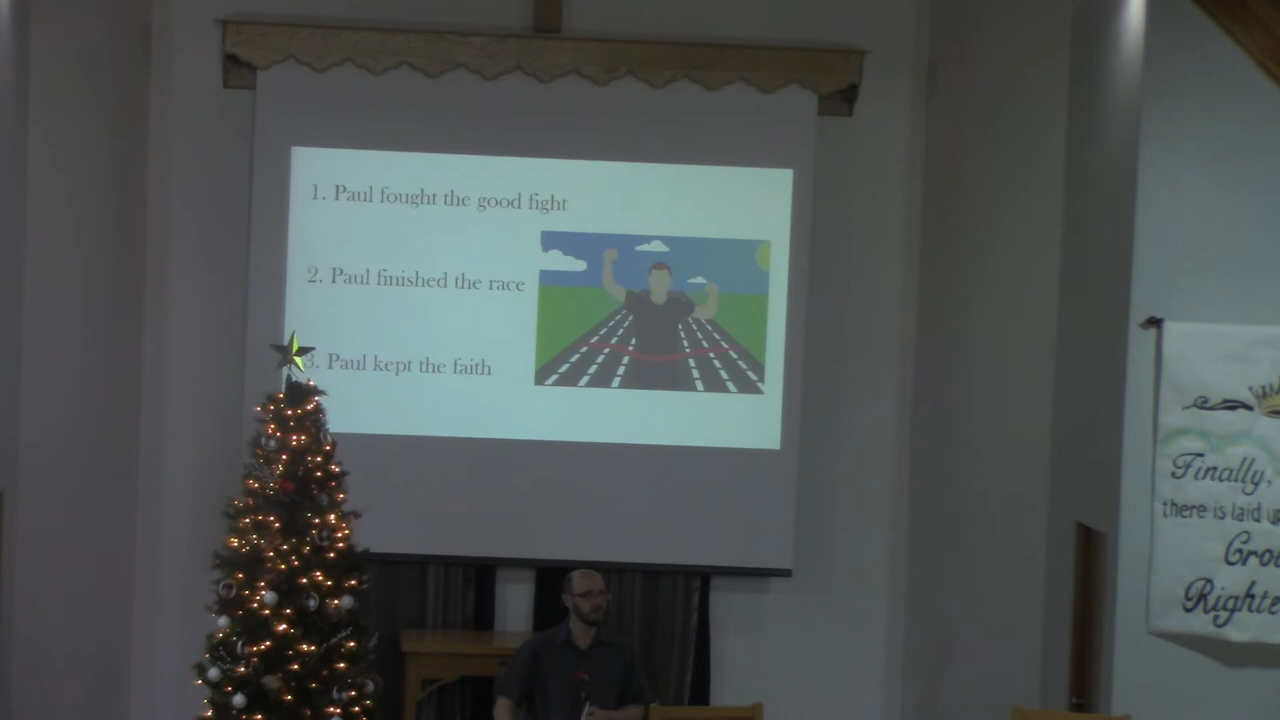 1. Paul fought the good fight
2. Paul finished the race
3. Paul kept the faith
Finally,
there is laid
Righte